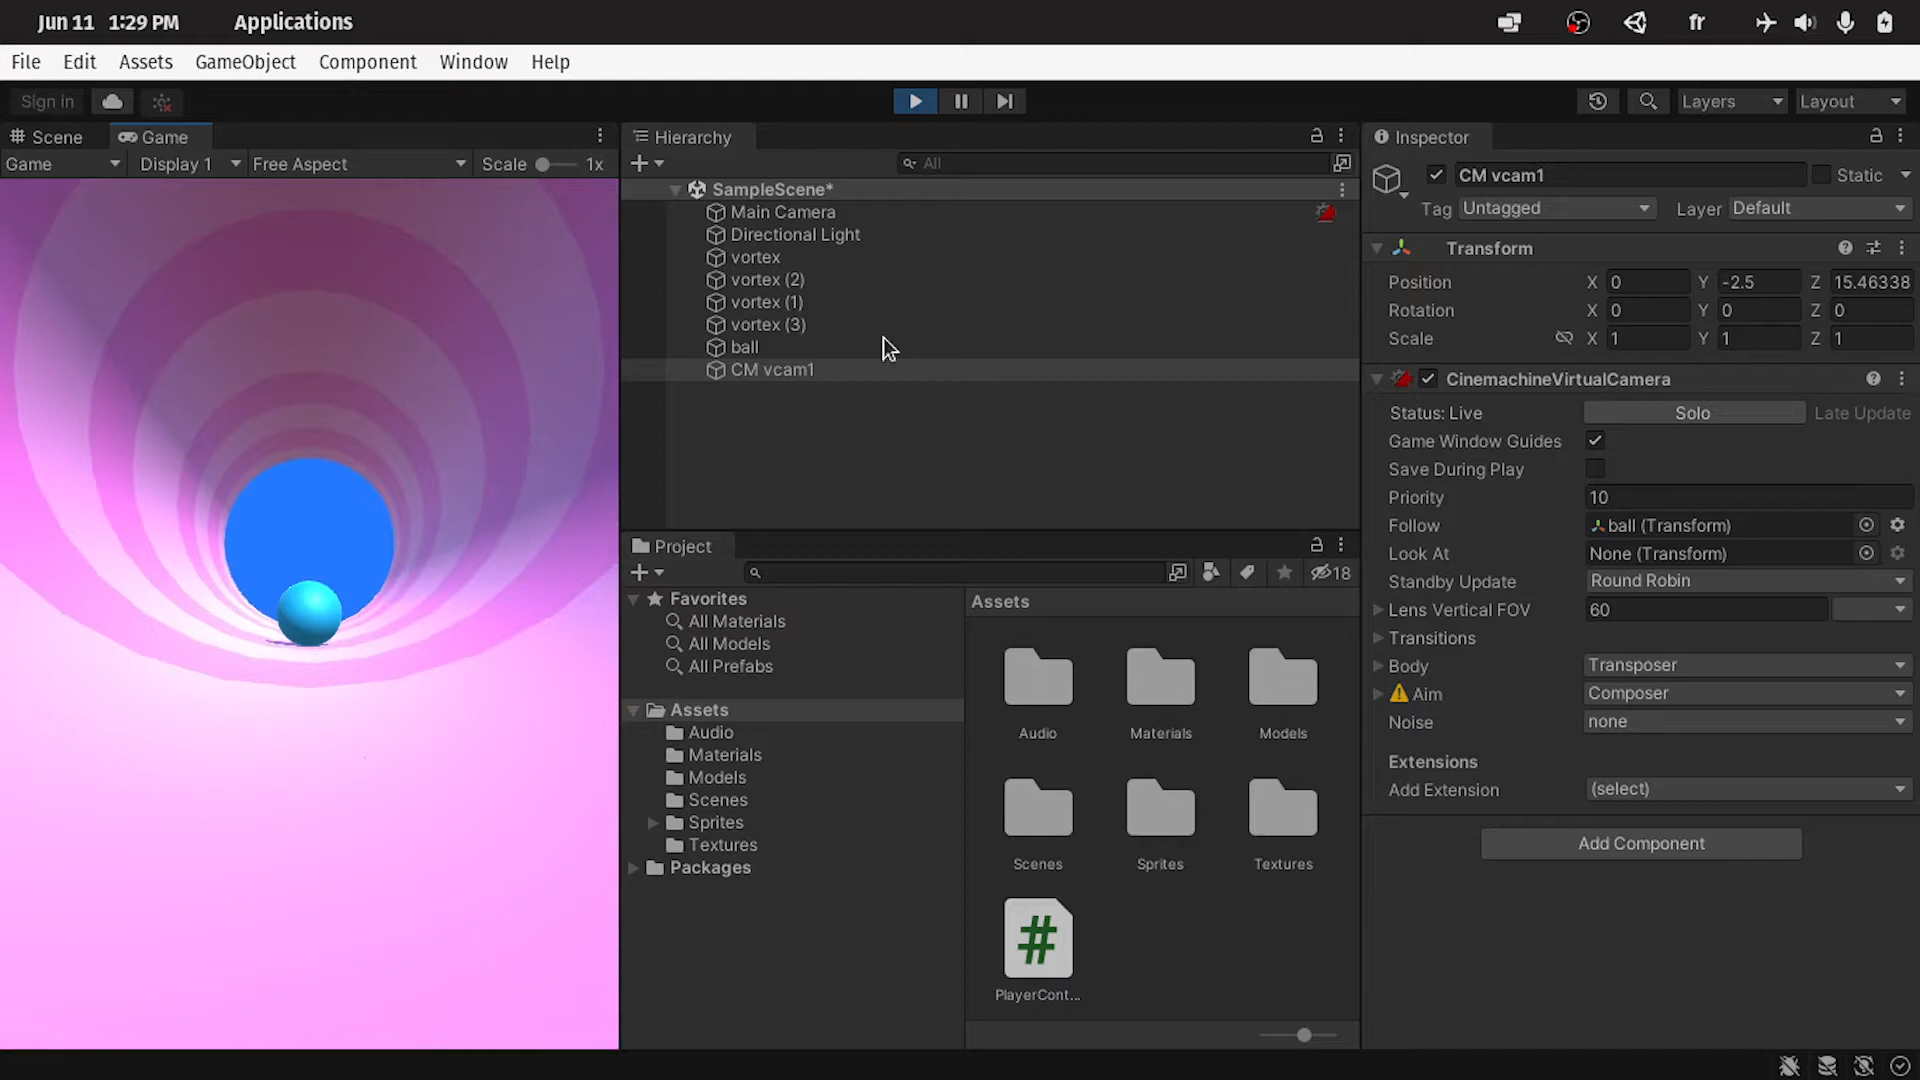 Jun 11 1:29 PM Applications fr
File Edit Assets GameObject Component Window Help
Sign in Layers Layout
Scene Game
Game Display 1 Free Aspect Scale 1x
Hierarchy
All
SampleScene*
Main Camera
Directional Light
vortex
vortex (2)
vortex (1)
vortex (3)
ball
CM vcam1
Project
18
Favorites
All Materials
All Models
All Prefabs
Assets
Audio
Materials
Models
Scenes
Sprites
Textures
Packages
Assets
Audio Materials Models
Scenes Sprites Textures
#
PlayerCont...
Inspector
CM vcam1 Static
Tag Untagged Layer Default
Transform
Position X 0 Y -2.5 Z 15.46338
Rotation X 0 Y 0 Z 0
Scale X 1 Y 1 Z 1
CinemachineVirtualCamera
Status: Live Solo Late Update
Game Window Guides
Save During Play
Priority 10
Follow ball (Transform)
Look At None (Transform)
Standby Update Round Robin
Lens Vertical FOV 60
Transitions
Body Transposer
Aim Composer
Noise none
Extensions
Add Extension (select)
Add Component